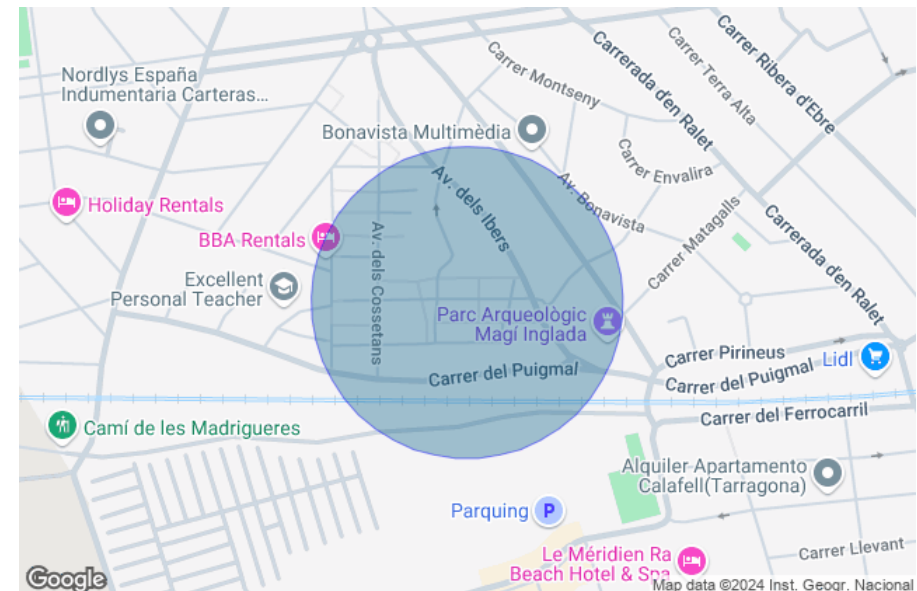 Carrer Montseny
Carrerada d'en Ralet
Carrer Terra Alta
Carrer Ribera d'Ebre
Nordlys España
Indumentaria Carteras...
Bonavista Multimèdia
Carrer Envalira
Av. dels Ibers
Av. Bonavista
Holiday Rentals
BBA Rentals
Carrer Matagalls
Carrerada d'en Ralet
Av. dels Cossetans
Excellent
Personal Teacher
Parc Arqueològic
Magí Inglada
Carrer Pirineus
Lidl
Carrer del Puigmal
Carrer del Puigmal
Carrer del Ferrocarril
Camí de les Madrigueres
Alquiler Apartamento
Calafell(Tarragona)
Parquing
P
Le Méridien Ra
Beach Hotel & Spa
Carrer Llevant
Google
Map data ©2024 Inst. Geogr. Nacional